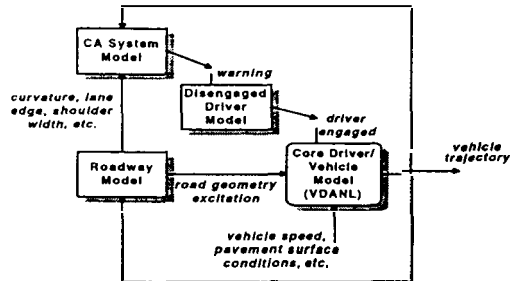 CA System
Model
warning
Disengaged
Driver
Model
curvature, lane
edge, shoulder
width, etc.
driver
engaged
vehicle
trajectory
Roadway
Model
road geometry
excitation
Core Driver/
Vehicle
Model
(VDANL)
vehicle speed,
pavement surface
conditions, etc.